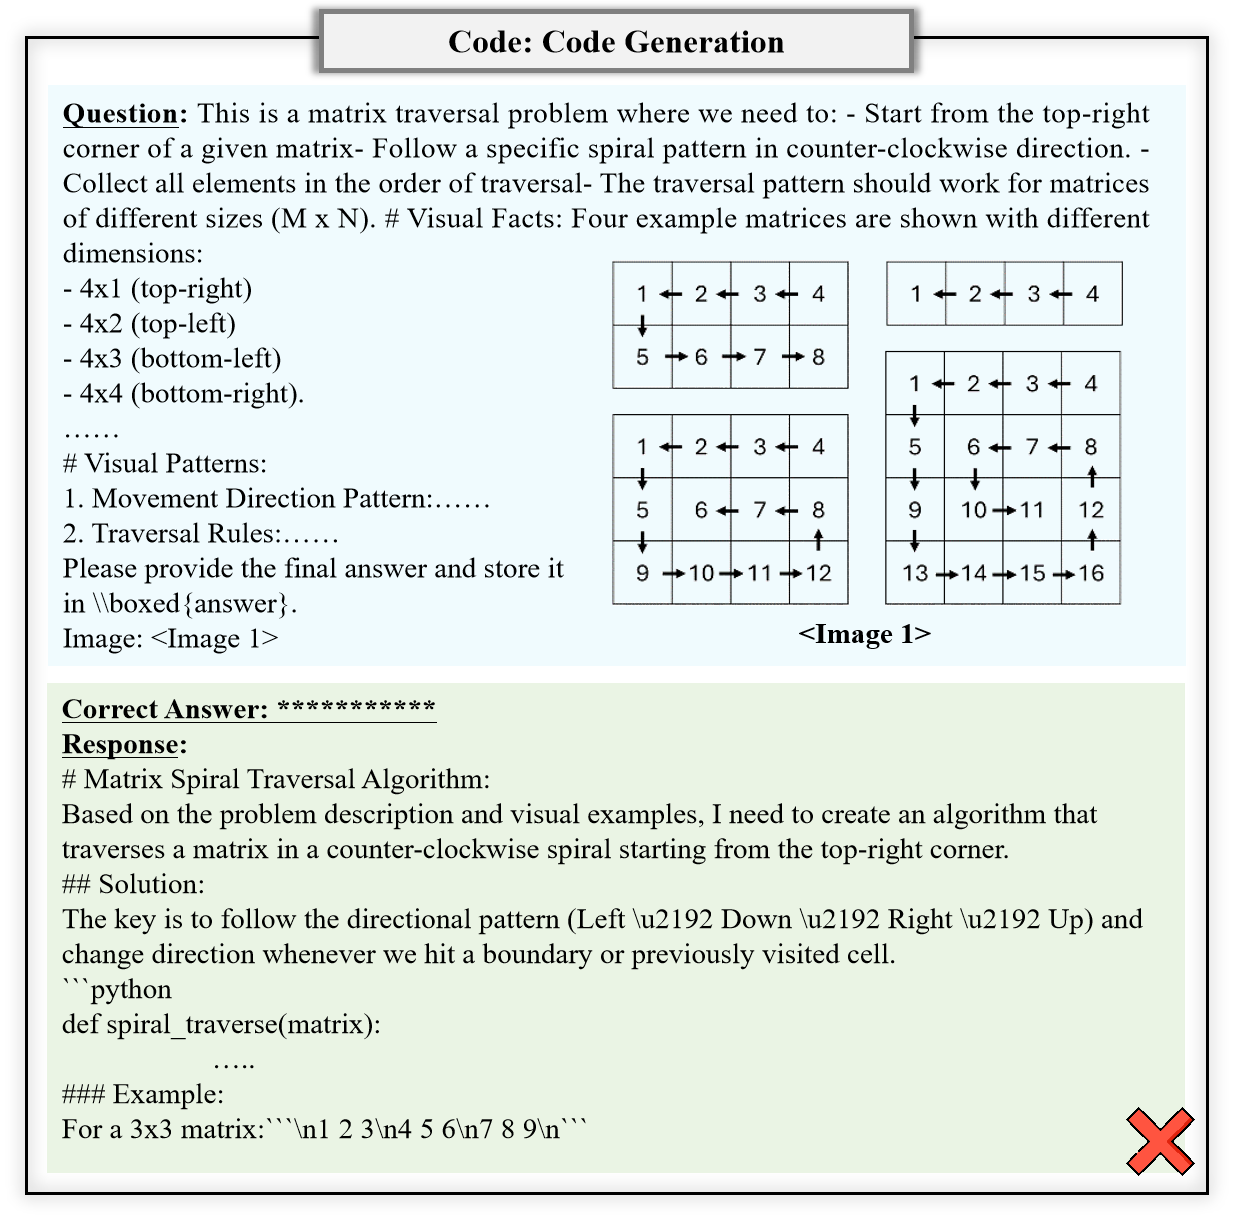 Code: Code Generation
Question: This is a matrix traversal problem where we need to: - Start from the top-right
corner of a given matrix- Follow a specific spiral pattern in counter-clockwise direction. -
Collect all elements in the order of traversal- The traversal pattern should work for matrices
of different sizes (M x N). # Visual Facts: Four example matrices are shown with different
dimensions:
- 4x1 (top-right)
- 4x2 (top-left)
- 4x3 (bottom-left)
- 4x4 (bottom-right).
……
# Visual Patterns:
1. Movement Direction Pattern:……
2. Traversal Rules:……
Please provide the final answer and store it
in \\boxed{answer}.
Image: <Image 1>
1 ← 2 ← 3 ← 4
↓
5 → 6 → 7 → 8
1 ← 2 ← 3 ← 4
1 ← 2 ← 3 ← 4
↓
5 6 ← 7 ← 8
↓ ↑
9 → 10 → 11 → 12
1 ← 2 ← 3 ← 4
↓
5 6 ← 7 ← 8
↓ ↓ ↑
9 10 → 11 12
↓ ↑
13 → 14 → 15 → 16
<Image 1>
Correct Answer: ***********
Response:
# Matrix Spiral Traversal Algorithm:
Based on the problem description and visual examples, I need to create an algorithm that
traverses a matrix in a counter-clockwise spiral starting from the top-right corner.
## Solution:
The key is to follow the directional pattern (Left \u2192 Down \u2192 Right \u2192 Up) and
change direction whenever we hit a boundary or previously visited cell.
```python
def spiral_traverse(matrix):
…..
### Example:
For a 3x3 matrix:```\n1 2 3\n4 5 6\n7 8 9\n```